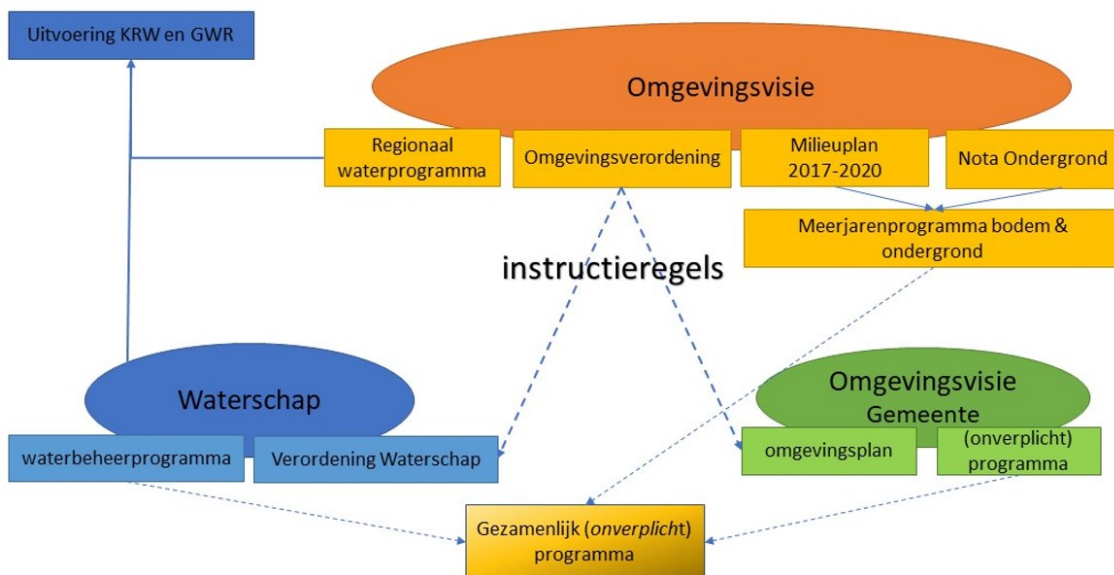 Uitvoering KRW en GWR
Omgevingsvisie
Regionaal
waterprogramma
Omgevingsverordening
Milieuplan
2017-2020
Nota Ondergrond
Meerjarenprogramma bodem &
ondergrond
instructieregels
Waterschap
waterbeheerprogramma
Verordening Waterschap
Omgevingsvisie
Gemeente
omgevingsplan
(onverplicht)
programma
Gezamenlijk (onverplicht)
programma